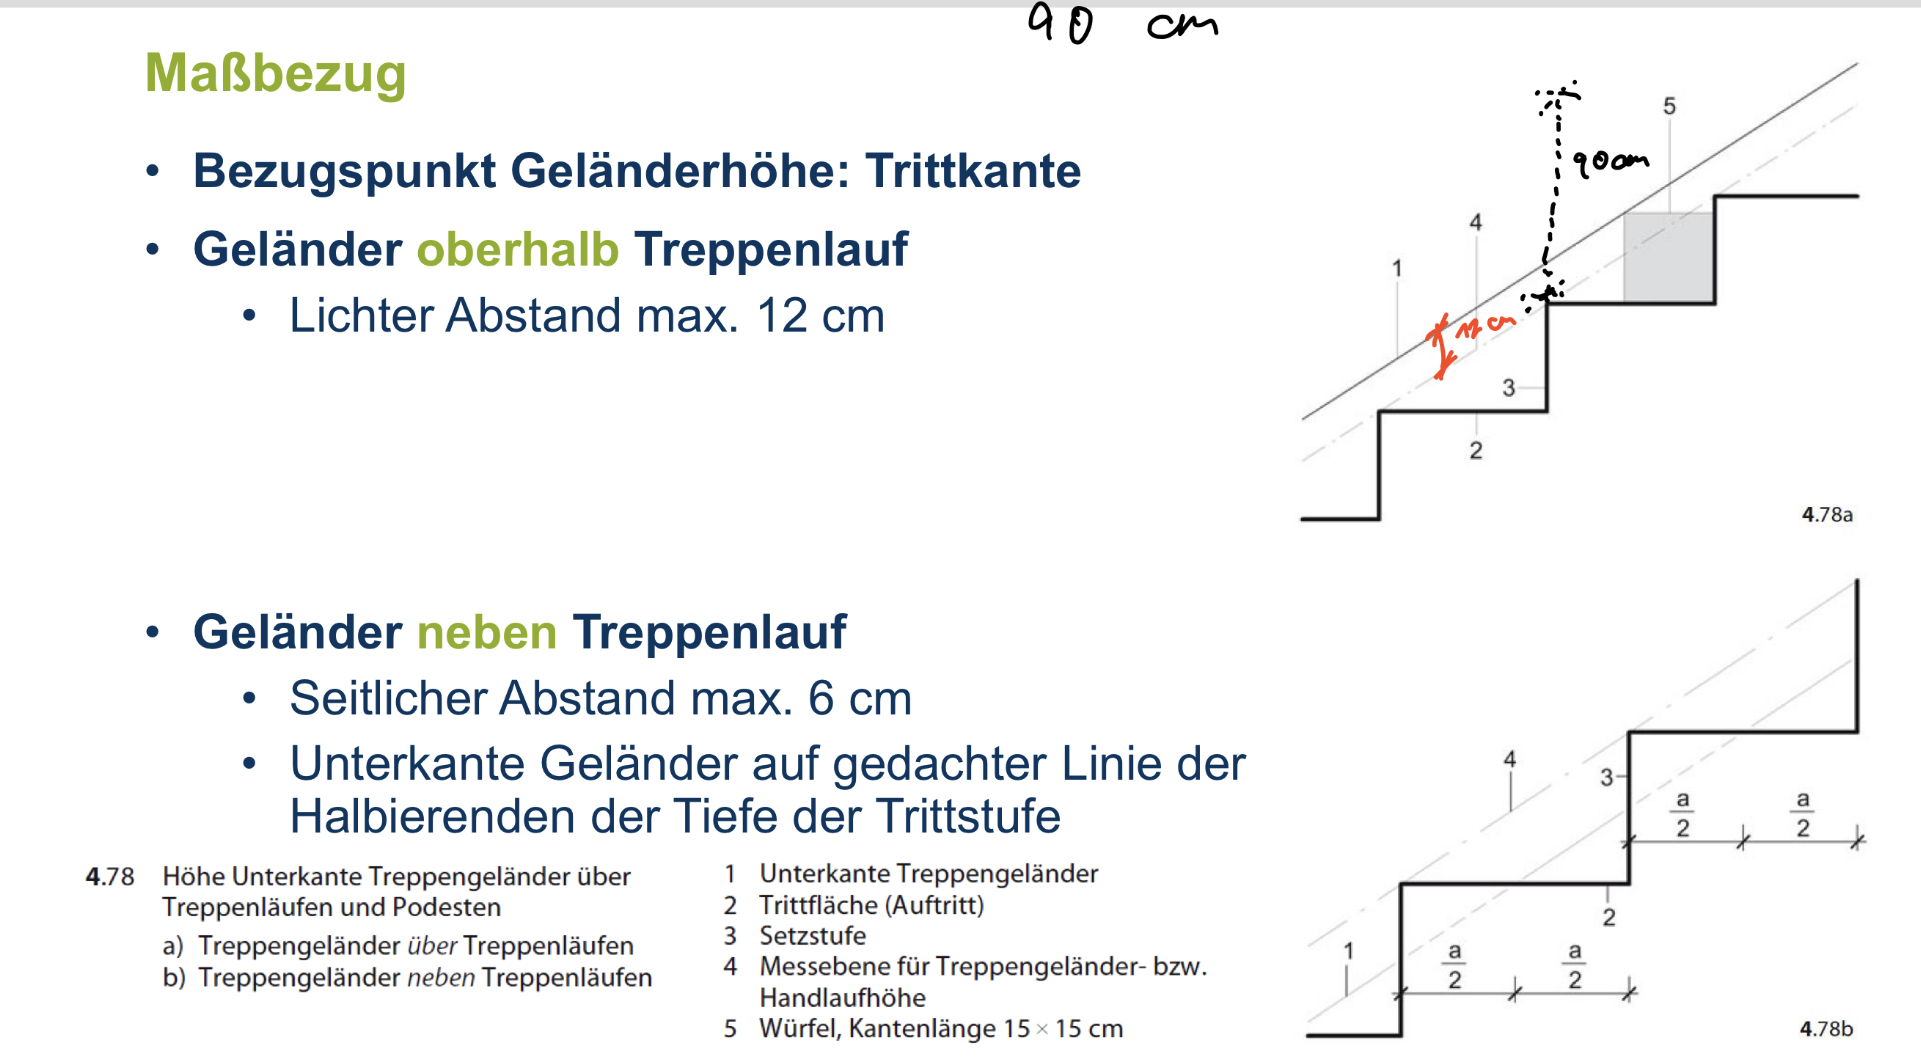 90 cm
Maßbezug
• Bezugspunkt Geländerhöhe: Trittkante
• Geländer oberhalb Treppenlauf
• Lichter Abstand max. 12 cm
5
90cm
4
1
12 cm
3
2
4.78a
• Geländer neben Treppenlauf
• Seitlicher Abstand max. 6 cm
• Unterkante Geländer auf gedachter Linie der
Halbierenden der Tiefe der Trittstufe
4
3
a/2 a/2
2
1
a/2 a/2
4.78b
4.78 Höhe Unterkante Treppengeländer über
Treppenläufen und Podesten
a) Treppengeländer über Treppenläufen
b) Treppengeländer neben Treppenläufen
1 Unterkante Treppengeländer
2 Trittfläche (Auftritt)
3 Setzstufe
4 Messebene für Treppengeländer- bzw.
Handlaufhöhe
5 Würfel, Kantenlänge 15 × 15 cm